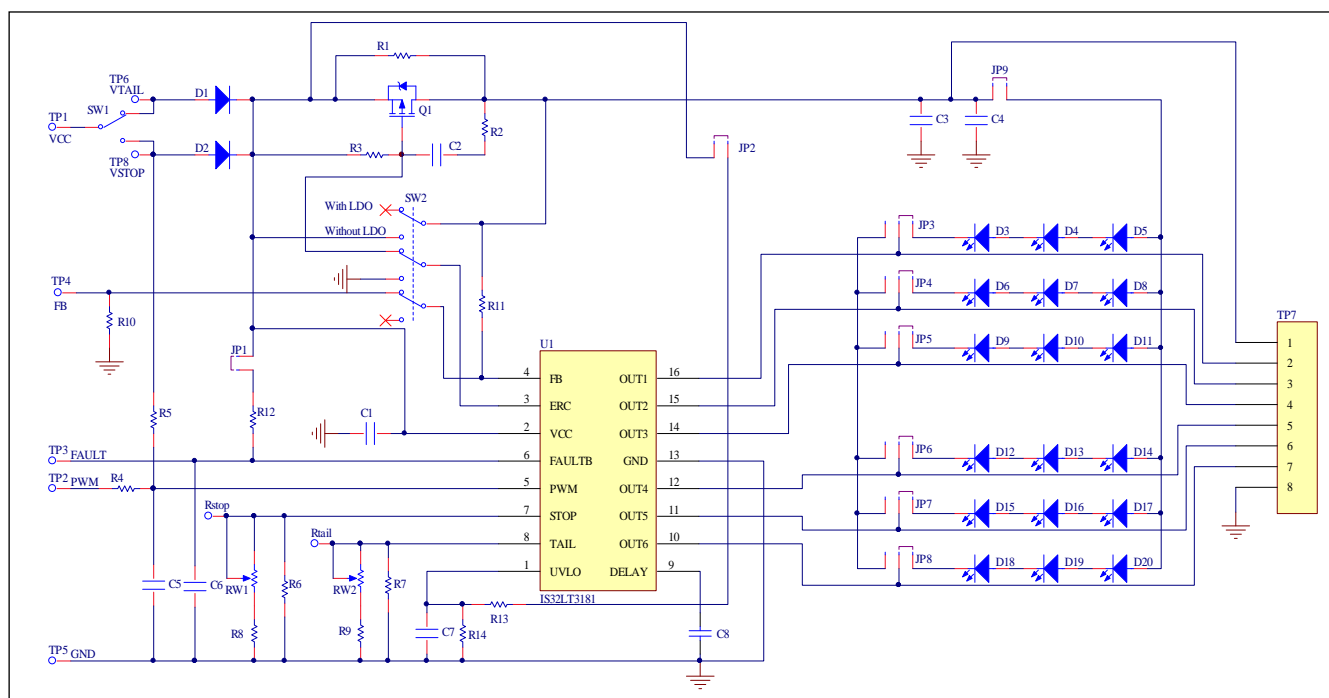 R1
TP6
VTAIL
D1
SW1
TP1
VCC
Q1
R2
JP9
C3
C4
D2
TP8
VSTOP
R3
C2
JP2
SW2
With LDO
Without LDO
JP3
D3
D4
D5
TP4
FB
R10
R11
JP4
D6
D7
D8
TP7
JP1
U1
JP5
D9
D10
D11
1
2
3
4
5
6
7
8
4
FB
OUT1
16
3
ERC
OUT2
15
2
VCC
OUT3
14
6
FAULTB
GND
13
5
PWM
OUT4
12
7
STOP
OUT5
11
8
TAIL
OUT6
10
1
UVLO
DELAY
9
IS32LT3181
R5
R12
C1
TP3
FAULT
TP2
PWM
R4
JP6
D12
D13
D14
Rstop
JP7
D15
D16
D17
Rtail
JP8
D18
D19
D20
C5
C6
RW1
R6
RW2
R7
R8
R9
C7
R13
R14
C8
TP5
GND